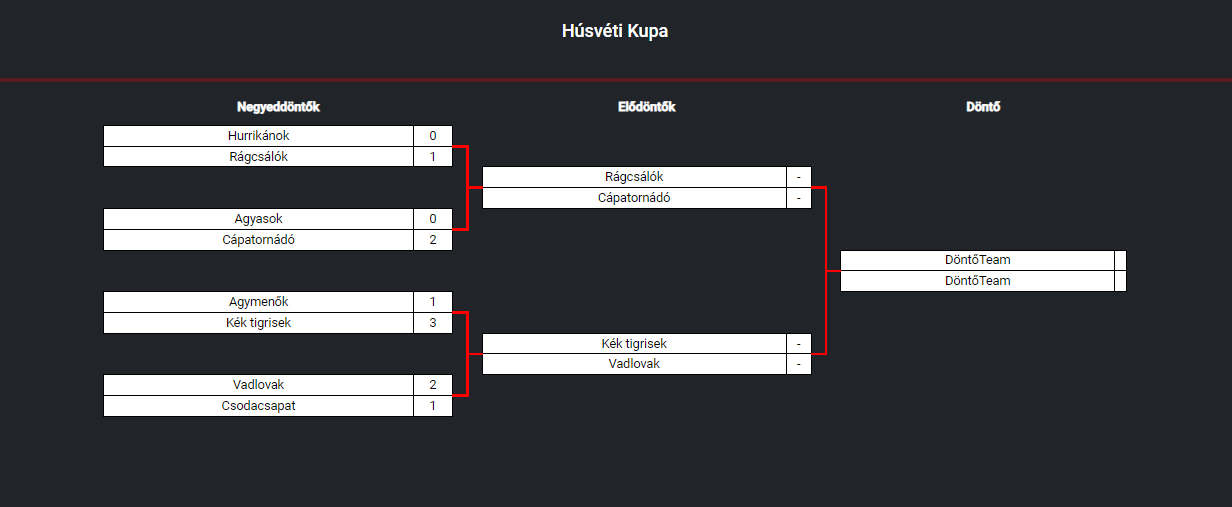 Húsvéti Kupa
Negyeddöntők
Elődöntők
Döntő
Hurrikánok 0
Rágcsálók 1
Agyasok 0
Cápatornádó 2
Agymenők 1
Kék tigrisek 3
Vadlovak 2
Csodacsapat 1
Rágcsálók -
Cápatornádó -
Kék tigrisek -
Vadlovak -
DöntőTeam
DöntőTeam